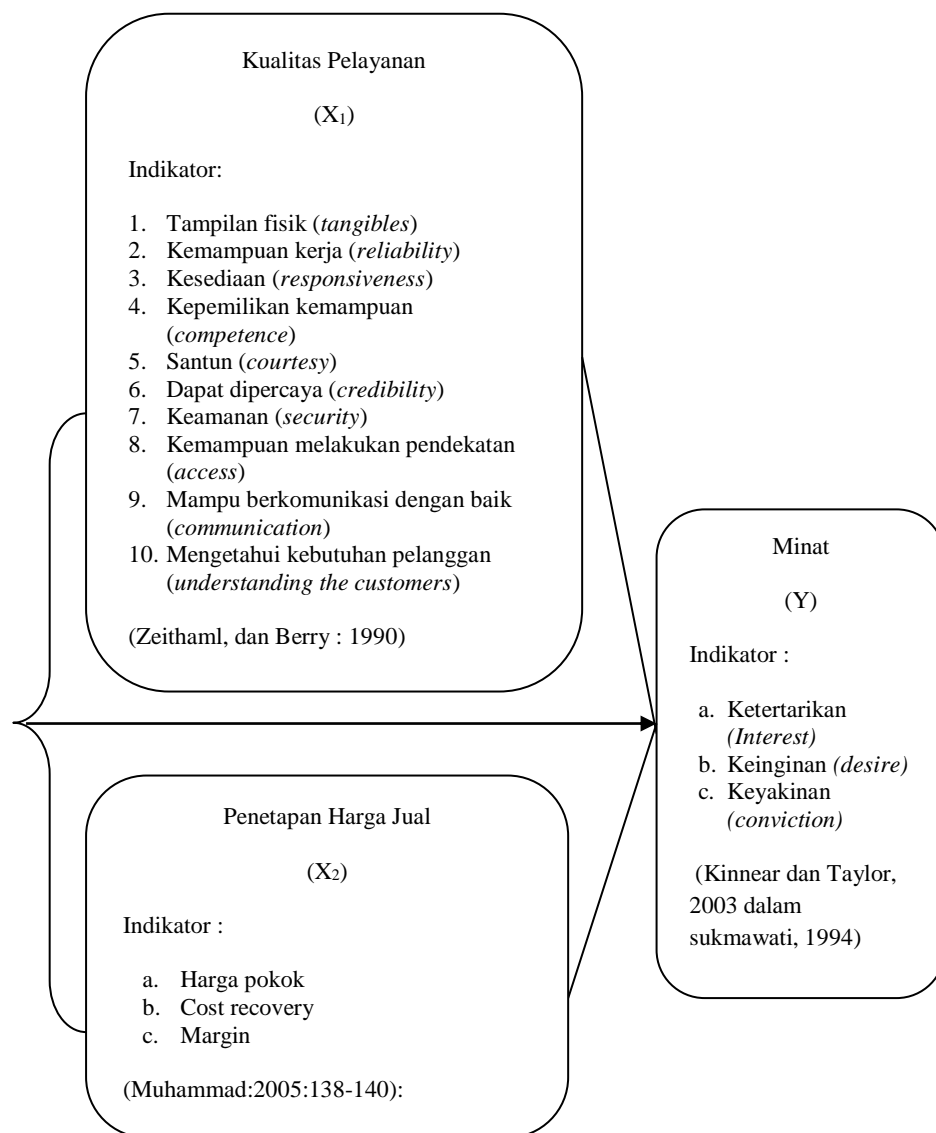 Kualitas Pelayanan
(X₁)
Indikator:
1. Tampilan fisik (tangibles)
2. Kemampuan kerja (reliability)
3. Kesediaan (responsiveness)
4. Kepemilikan kemampuan
(competence)
5. Santun (courtesy)
6. Dapat dipercaya (credibility)
7. Keamanan (security)
8. Kemampuan melakukan pendekatan
(access)
9. Mampu berkomunikasi dengan baik
(communication)
10. Mengetahui kebutuhan pelanggan
(understanding the customers)
(Zeithaml, dan Berry : 1990)
Penetapan Harga Jual
(X₂)
Indikator :
a. Harga pokok
b. Cost recovery
c. Margin
(Muhammad:2005:138-140):
Minat
(Y)
Indikator :
a. Ketertarikan
(Interest)
b. Keinginan (desire)
c. Keyakinan
(conviction)
(Kinnear dan Taylor,
2003 dalam
sukmawati, 1994)